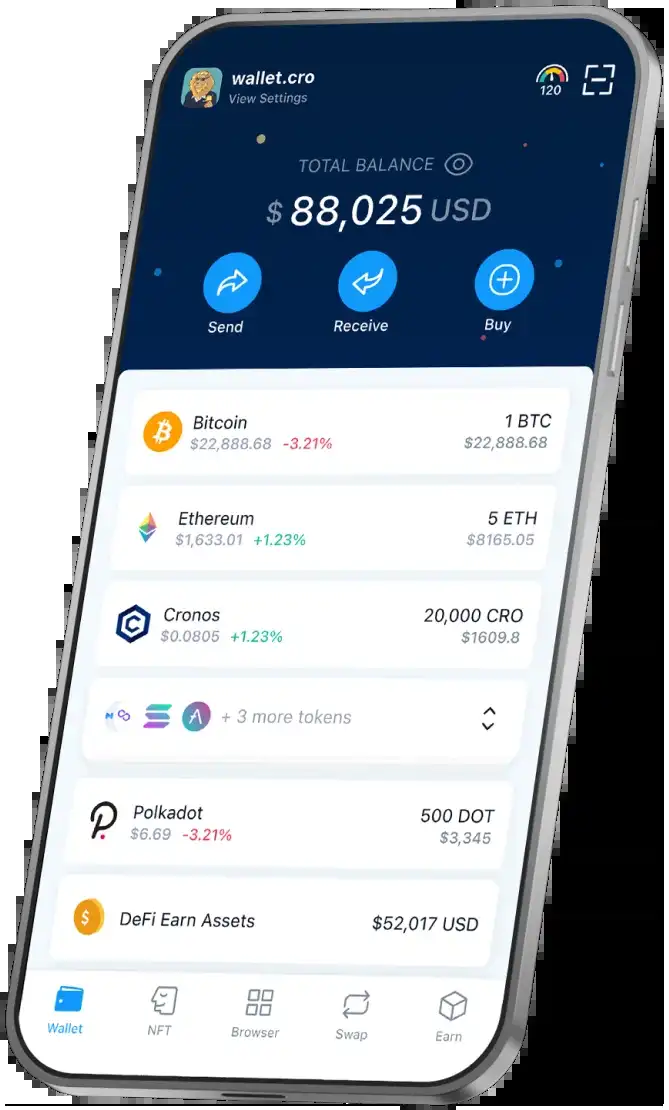 wallet.cro
View Settings
120
TOTAL BALANCE
$ 88,025 USD
Send Receive Buy
Bitcoin 1 BTC
$22,888.68 -3.21% $22,888.68
Ethereum 5 ETH
$1,633.01 +1.23% $8165.05
Cronos 20,000 CRO
$0.0805 +1.23% $1609.8
+ 3 more tokens
Polkadot 500 DOT
$6.69 -3.21% $3,345
DeFi Earn Assets $52,017 USD
Wallet NFT Browser Swap Earn